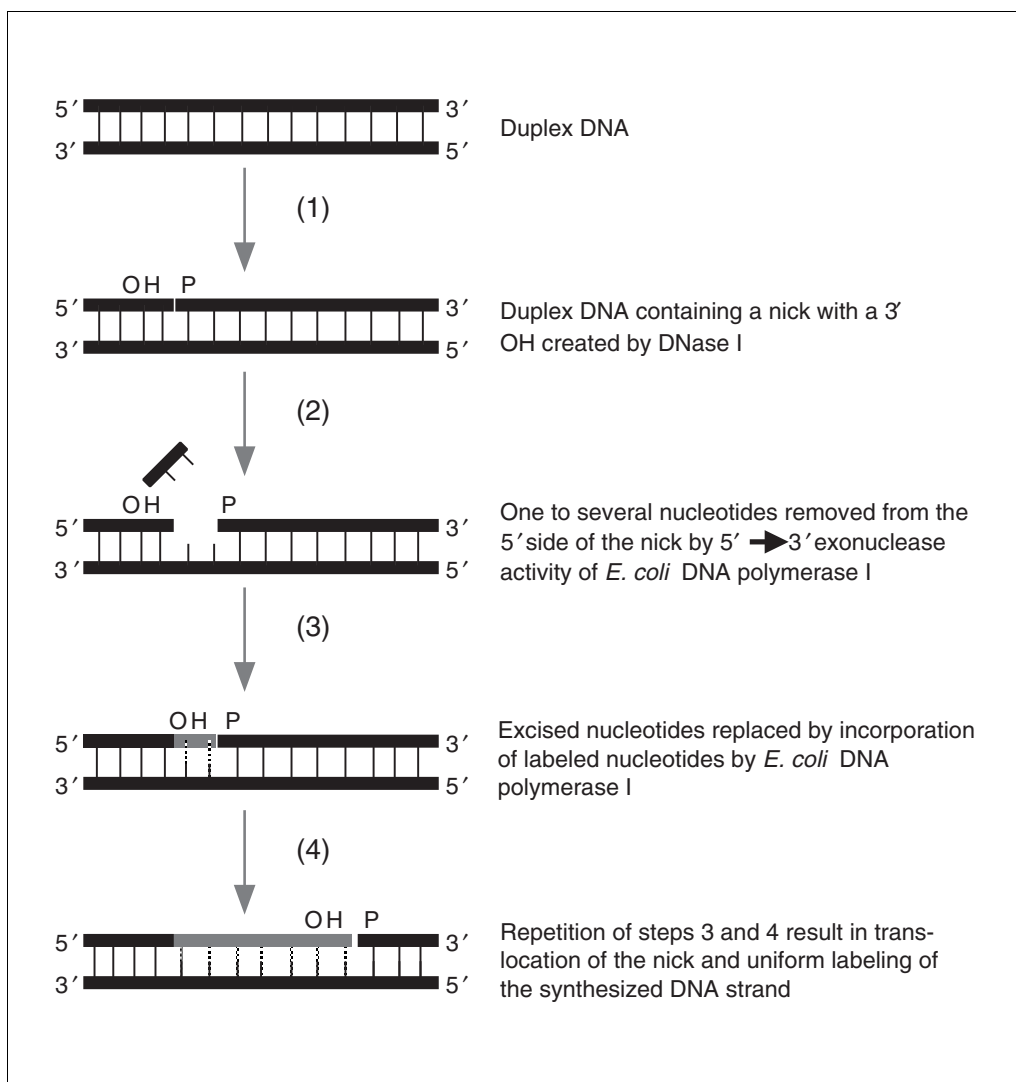 5′ 3′
3′ 5′
Duplex DNA
(1)
OH P
5′ 3′
3′ 5′
Duplex DNA containing a nick with a 3′
OH created by DNase I
(2)
OH P
5′ 3′
3′ 5′
One to several nucleotides removed from the
5′ side of the nick by 5′ → 3′ exonuclease
activity of E. coli DNA polymerase I
(3)
OH P
5′ 3′
3′ 5′
Excised nucleotides replaced by incorporation
of labeled nucleotides by E. coli DNA
polymerase I
(4)
OH P
5′ 3′
3′ 5′
Repetition of steps 3 and 4 result in trans-
location of the nick and uniform labeling of
the synthesized DNA strand